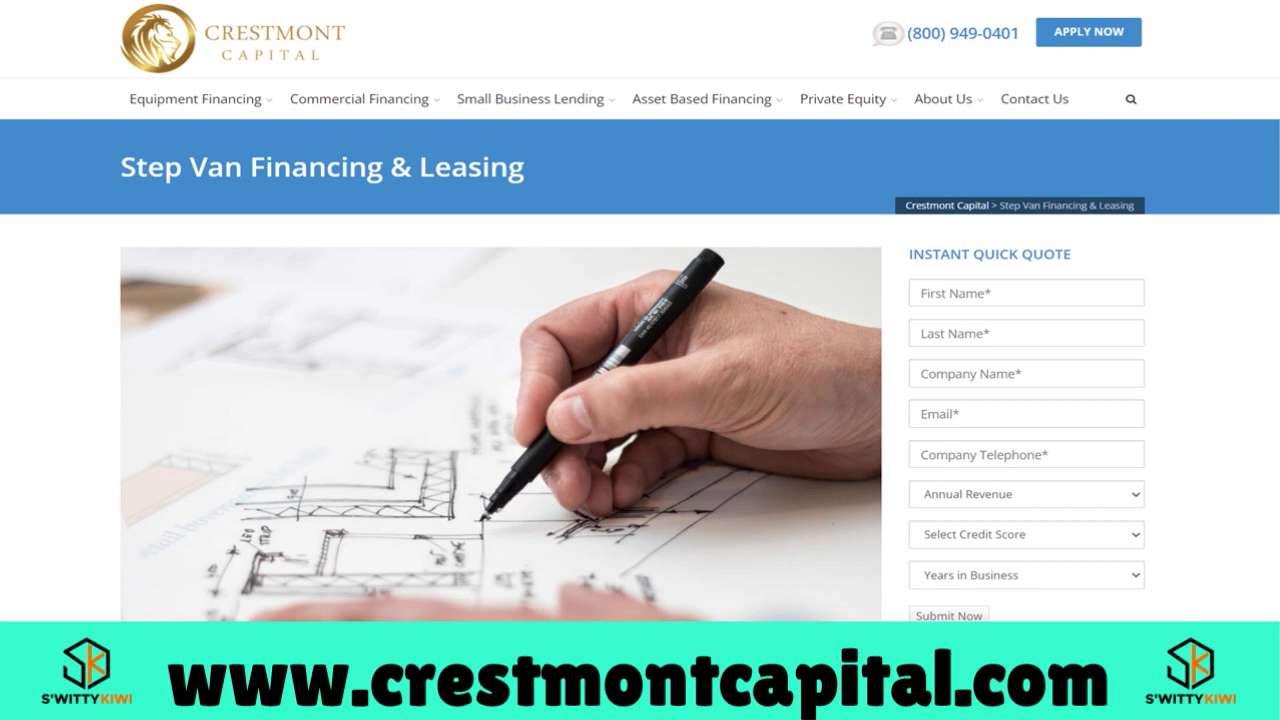 CRESTMONT
CAPITAL
(800) 949-0401
APPLY NOW
Equipment Financing Commercial Financing Small Business Lending Asset Based Financing Private Equity About Us Contact Us
Step Van Financing & Leasing
Crestmont Capital > Step Van Financing & Leasing
INSTANT QUICK QUOTE
First Name*
Last Name*
Company Name*
Email*
Company Telephone*
Annual Revenue
Select Credit Score
Years in Business
Submit Now
LED
STRIP
S'WITTYKIWI
www.crestmontcapital.com
S'WITTYKIWI